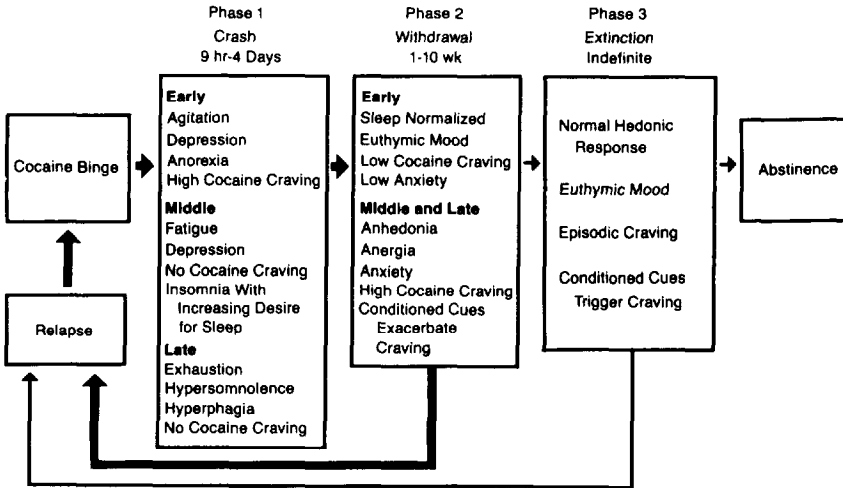 Phase 1
Crash
9 hr-4 Days
Phase 2
Withdrawal
1-10 wk
Phase 3
Extinction
Indefinite
Cocaine Binge
Relapse
Early
Agitation
Depression
Anorexia
High Cocaine Craving
Middle
Fatigue
Depression
No Cocaine Craving
Insomnia With
Increasing Desire
for Sleep
Late
Exhaustion
Hypersomnolence
Hyperphagia
No Cocaine Craving
Early
Sleep Normalized
Euthymic Mood
Low Cocaine Craving
Low Anxiety
Middle and Late
Anhedonia
Anergia
Anxiety
High Cocaine Craving
Conditioned Cues
Exacerbate
Craving
Normal Hedonic
Response
Euthymic Mood
Episodic Craving
Conditioned Cues
Trigger Craving
Abstinence